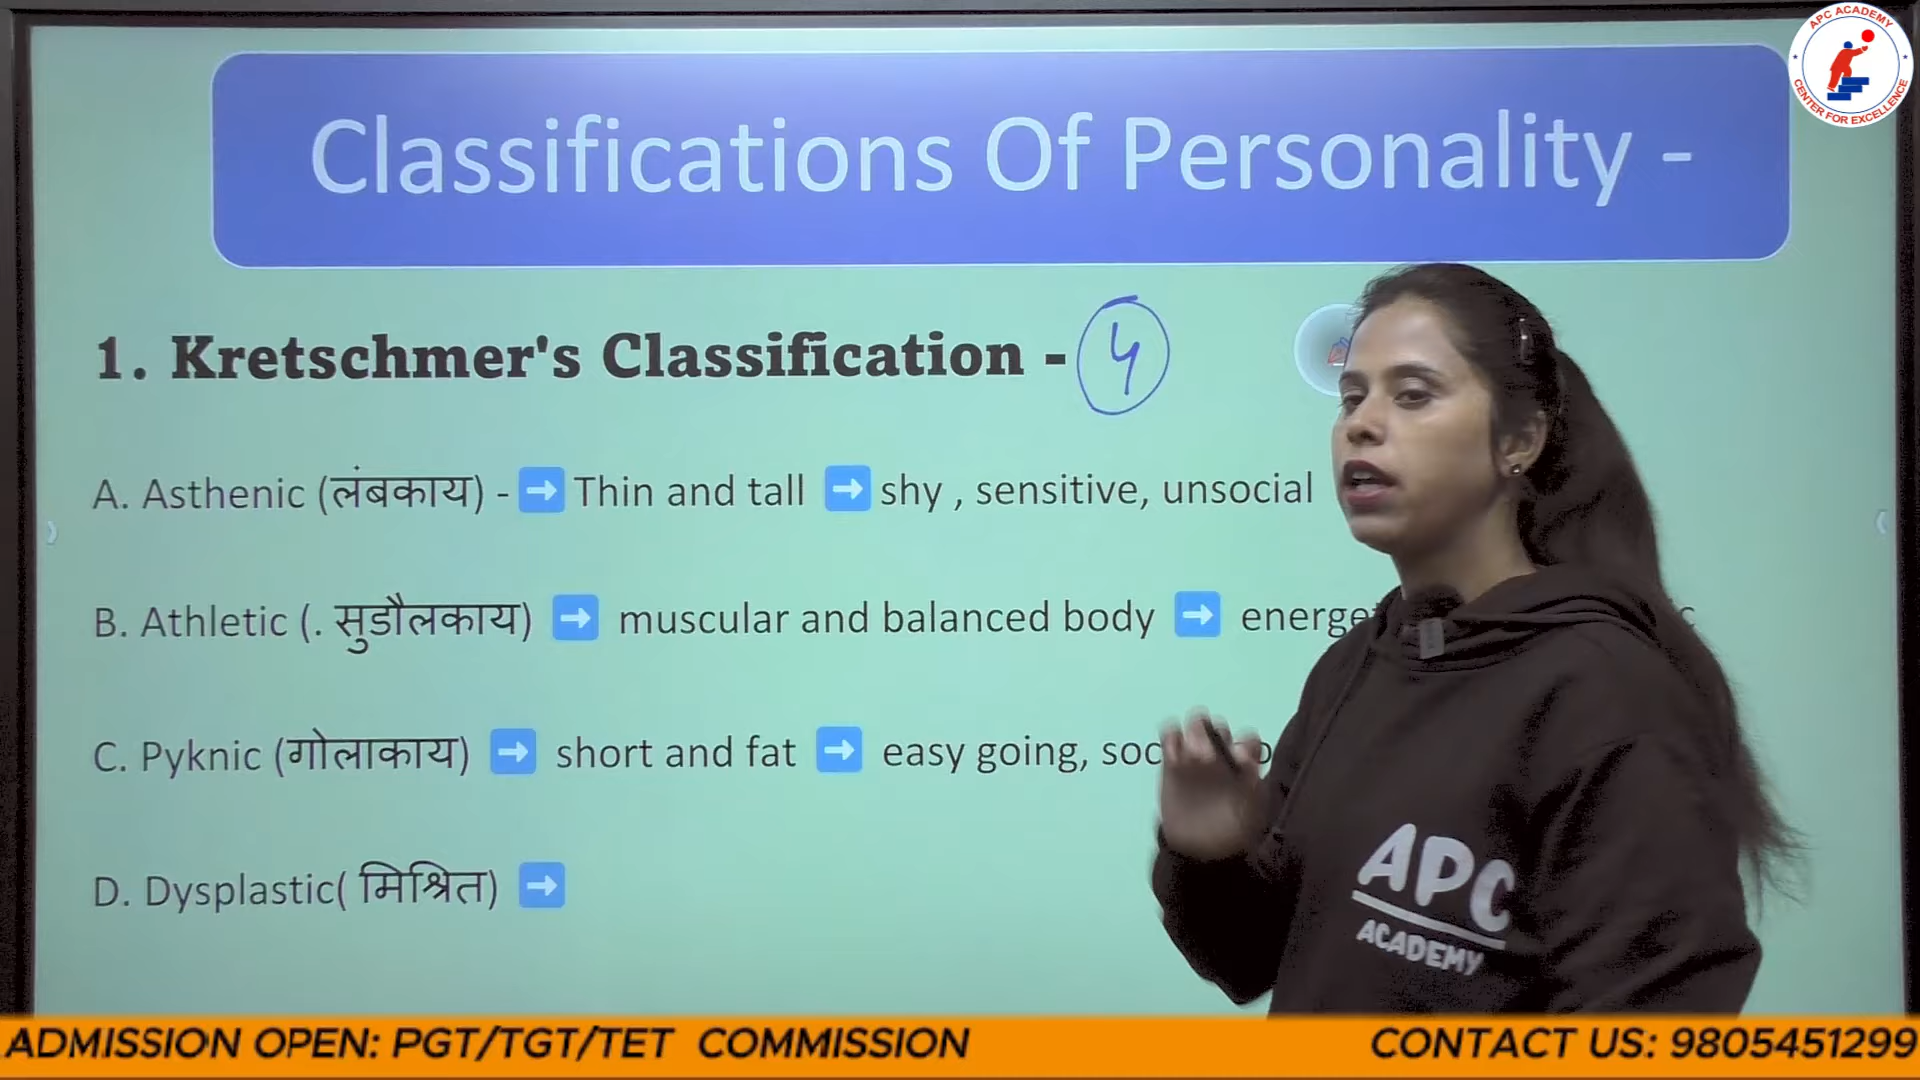 APC ACADEMY
CENTER FOR EXCELLENCE
Classifications Of Personality -
1. Kretschmer's Classification - 4
A. Asthenic (लंबकाय) - ➡ Thin and tall ➡ shy , sensitive, unsocial
B. Athletic (. सुडौलकाय) ➡ muscular and balanced body ➡
C. Pyknic (गोलाकाय) ➡ short and fat ➡ easy going,
D. Dysplastic( मिश्रित) ➡
APC
ACADEMY
ADMISSION OPEN: PGT/TGT/TET COMMISSION
CONTACT US: 9805451299